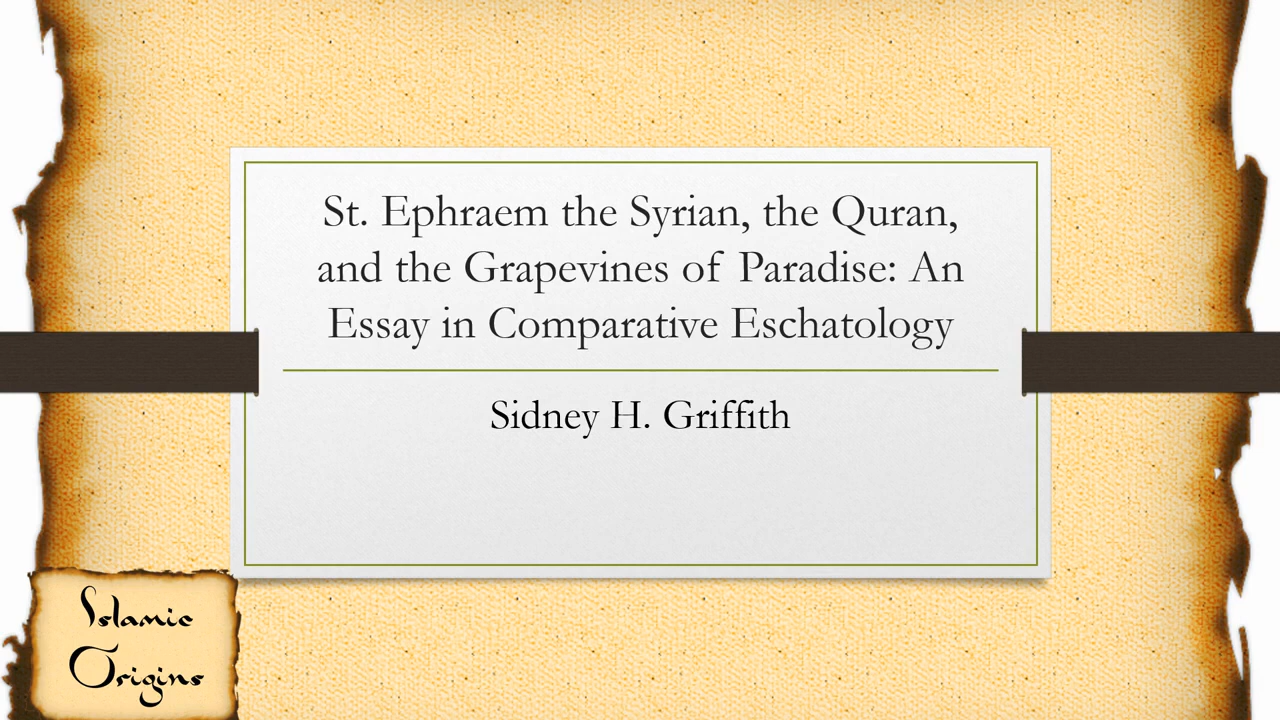 St. Ephraem the Syrian, the Quran,
and the Grapevines of Paradise: An
Essay in Comparative Eschatology
Sidney H. Griffith
Islamic
Origins